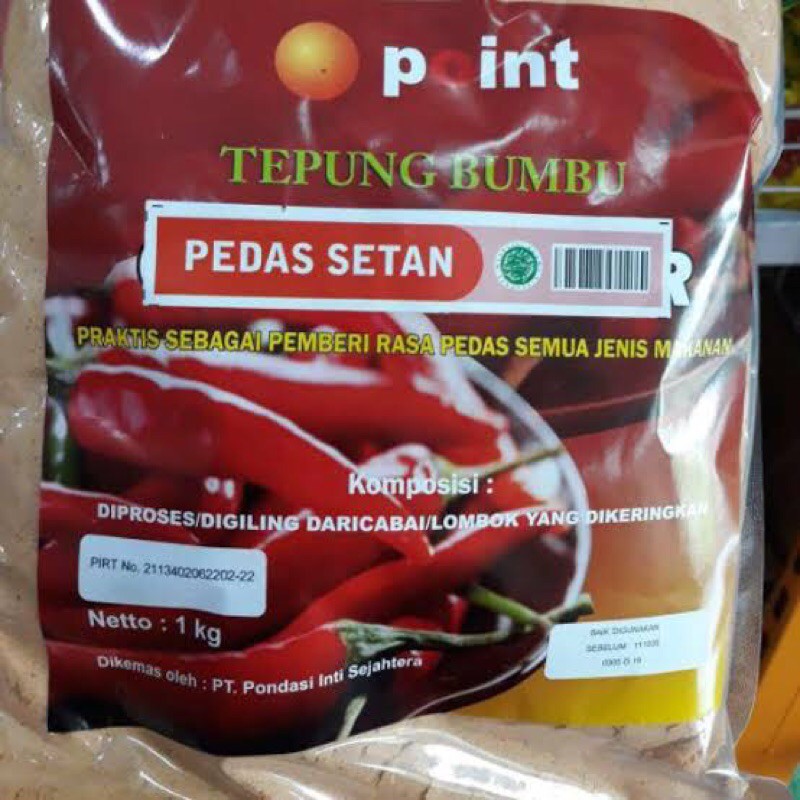 point
TEPUNG BUMBU
PEDAS SETAN
R
PRAKTIS SEBAGAI PEMBERI RASA PEDAS SEMUA JENIS MAKANAN
Komposisi :
DIPROSES/DIGILING DARICABAI/LOMBOK YANG DIKERINGKAN
PIRT No. 2113402062202-22
Netto : 1 kg
BAIK DIGUNAKAN
SEBELUM
Dikemas oleh : PT. Pondasi Inti Sejahtera